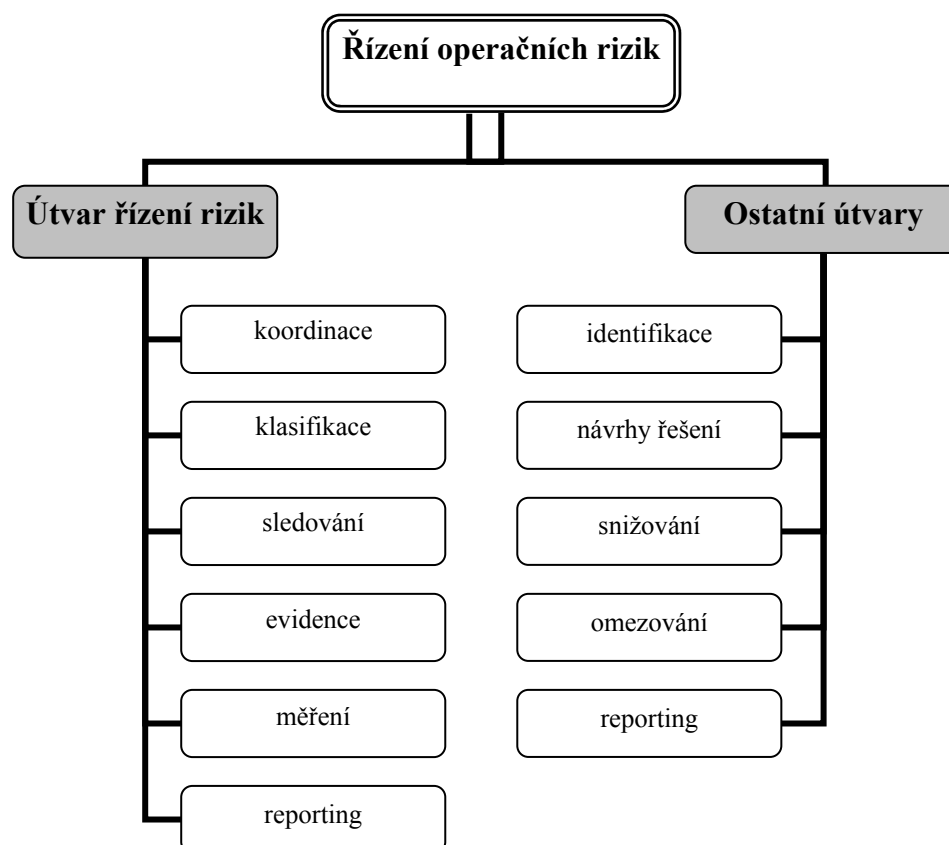 Řízení operačních rizik
Útvar řízení rizik
koordinace
klasifikace
sledování
evidence
měření
reporting
Ostatní útvary
identifikace
návrhy řešení
snižování
omezování
reporting